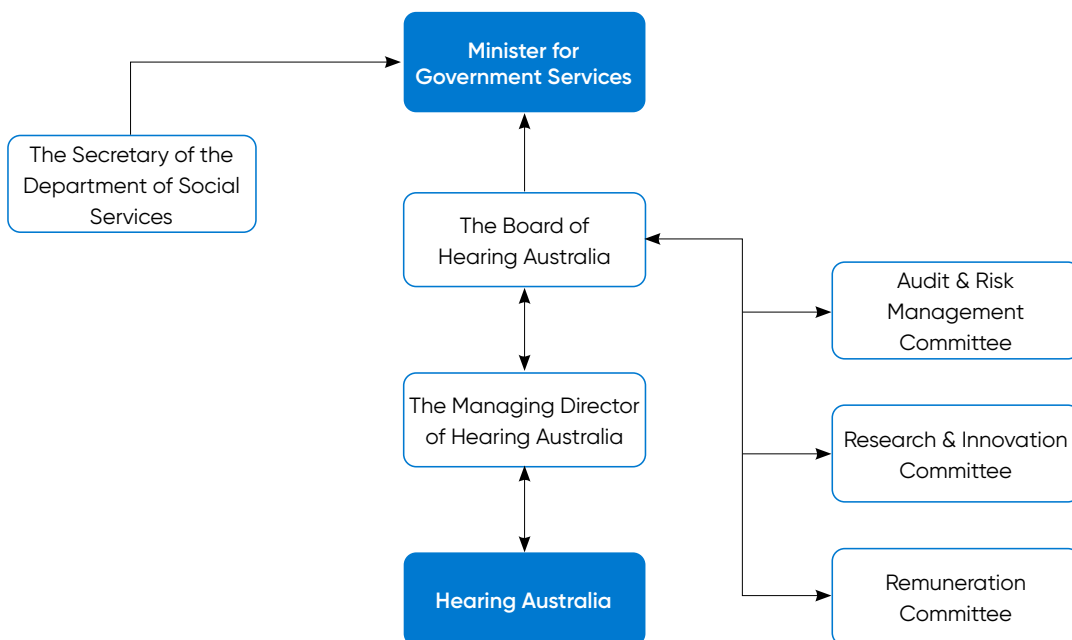 Minister for
Government Services
The Secretary of the
Department of Social
Services
The Board of
Hearing Australia
Audit & Risk
Management
Committee
The Managing Director
of Hearing Australia
Research & Innovation
Committee
Hearing Australia
Remuneration
Committee